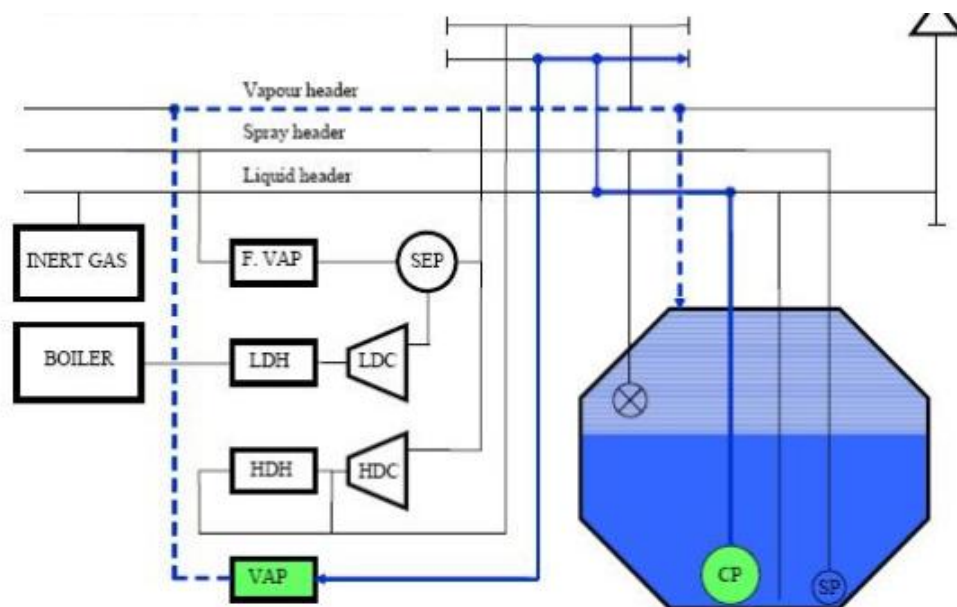 Vapour header
Spray header
Liquid header
INERT GAS
F. VAP
SEP
BOILER
LDH
LDC
HDH
HDC
VAP
CP
SP